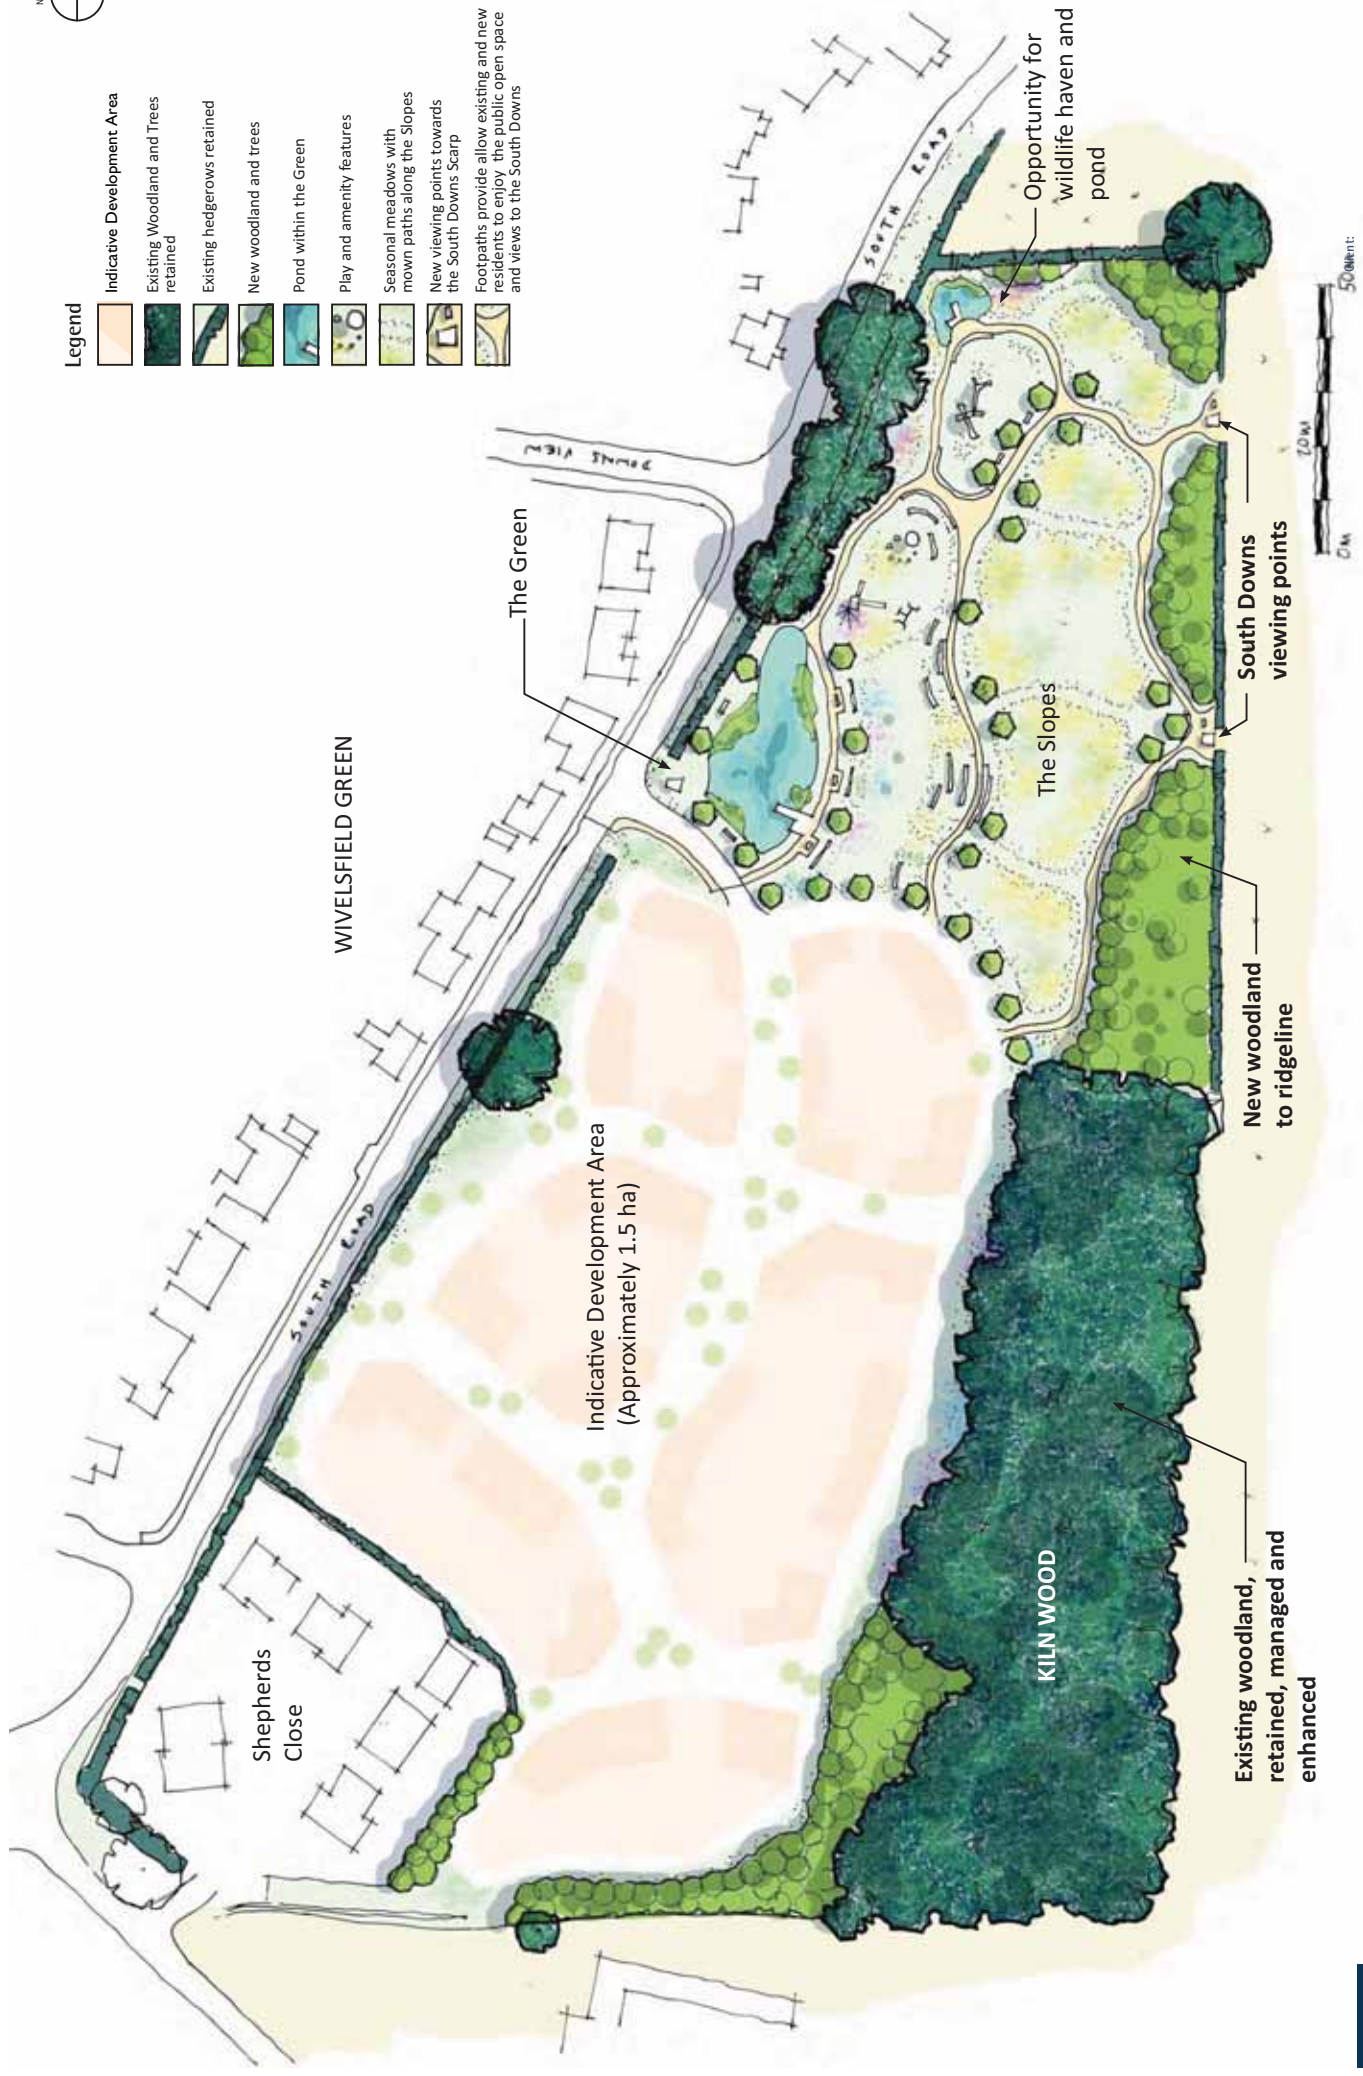 N
Legend
Indicative Development Area
Existing Woodland and Trees
retained
Existing hedgerows retained
New woodland and trees
Pond within the Green
Play and amenity features
Seasonal meadows with
mown paths along the Slopes
New viewing points towards
the South Downs Scarp
Footpaths provide allow existing and new
residents to enjoy the public open space
and views to the South Downs
WIVELSFIELD GREEN
DOWNS VIEW
SOUTH ROAD
SOUTH ROAD
The Green
Opportunity for
wildlife haven and
pond
Shepherds
Close
Indicative Development Area
(Approximately 1.5 ha)
The Slopes
KILN WOOD
Existing woodland,
retained, managed and
enhanced
New woodland
to ridgeline
South Downs
viewing points
0m
20m